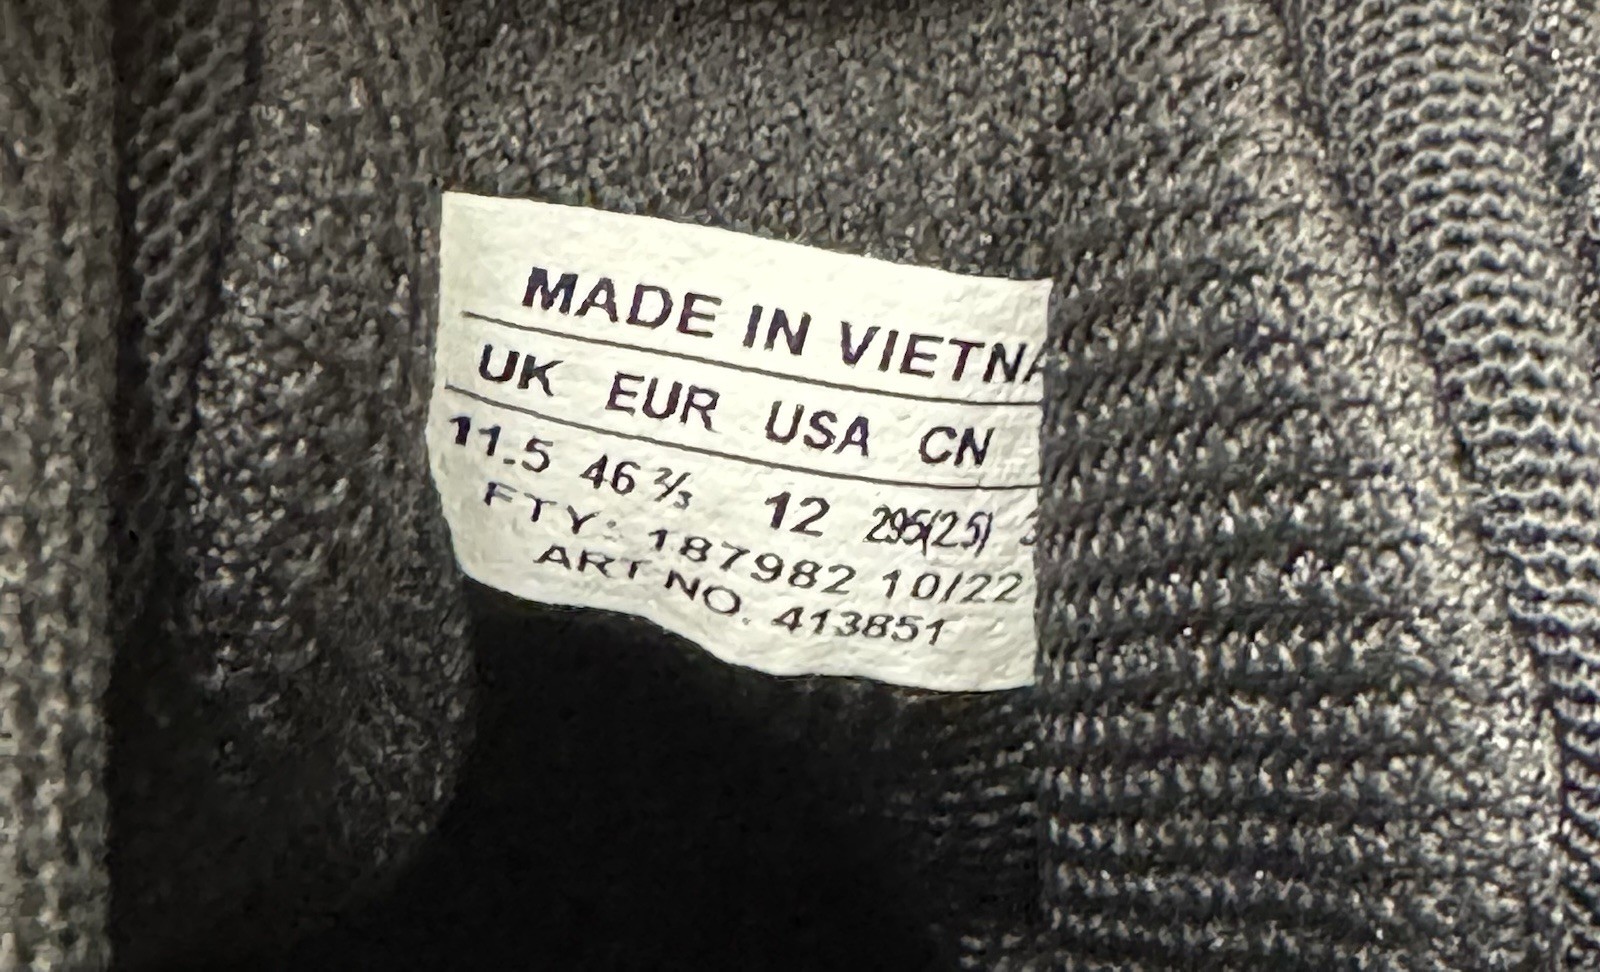 MADE IN VIETNA
UK EUR USA CN
11.5 46 ⅔ 12 295(2.5)
FTY: 187982 10/22
ART NO. 413851